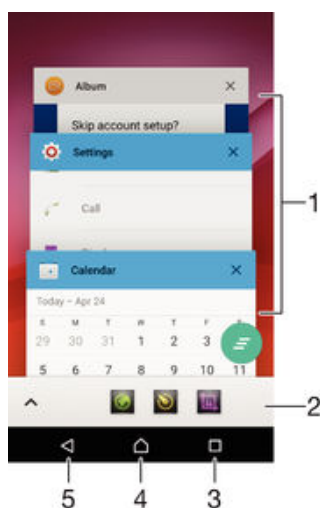 Album
Skip account setup?
Settings
Call
Calendar
Today – Apr 24
S M T W T F
29 30 31 1 2 3
5 6 7 8 9 10 11
1
2
5 4 3